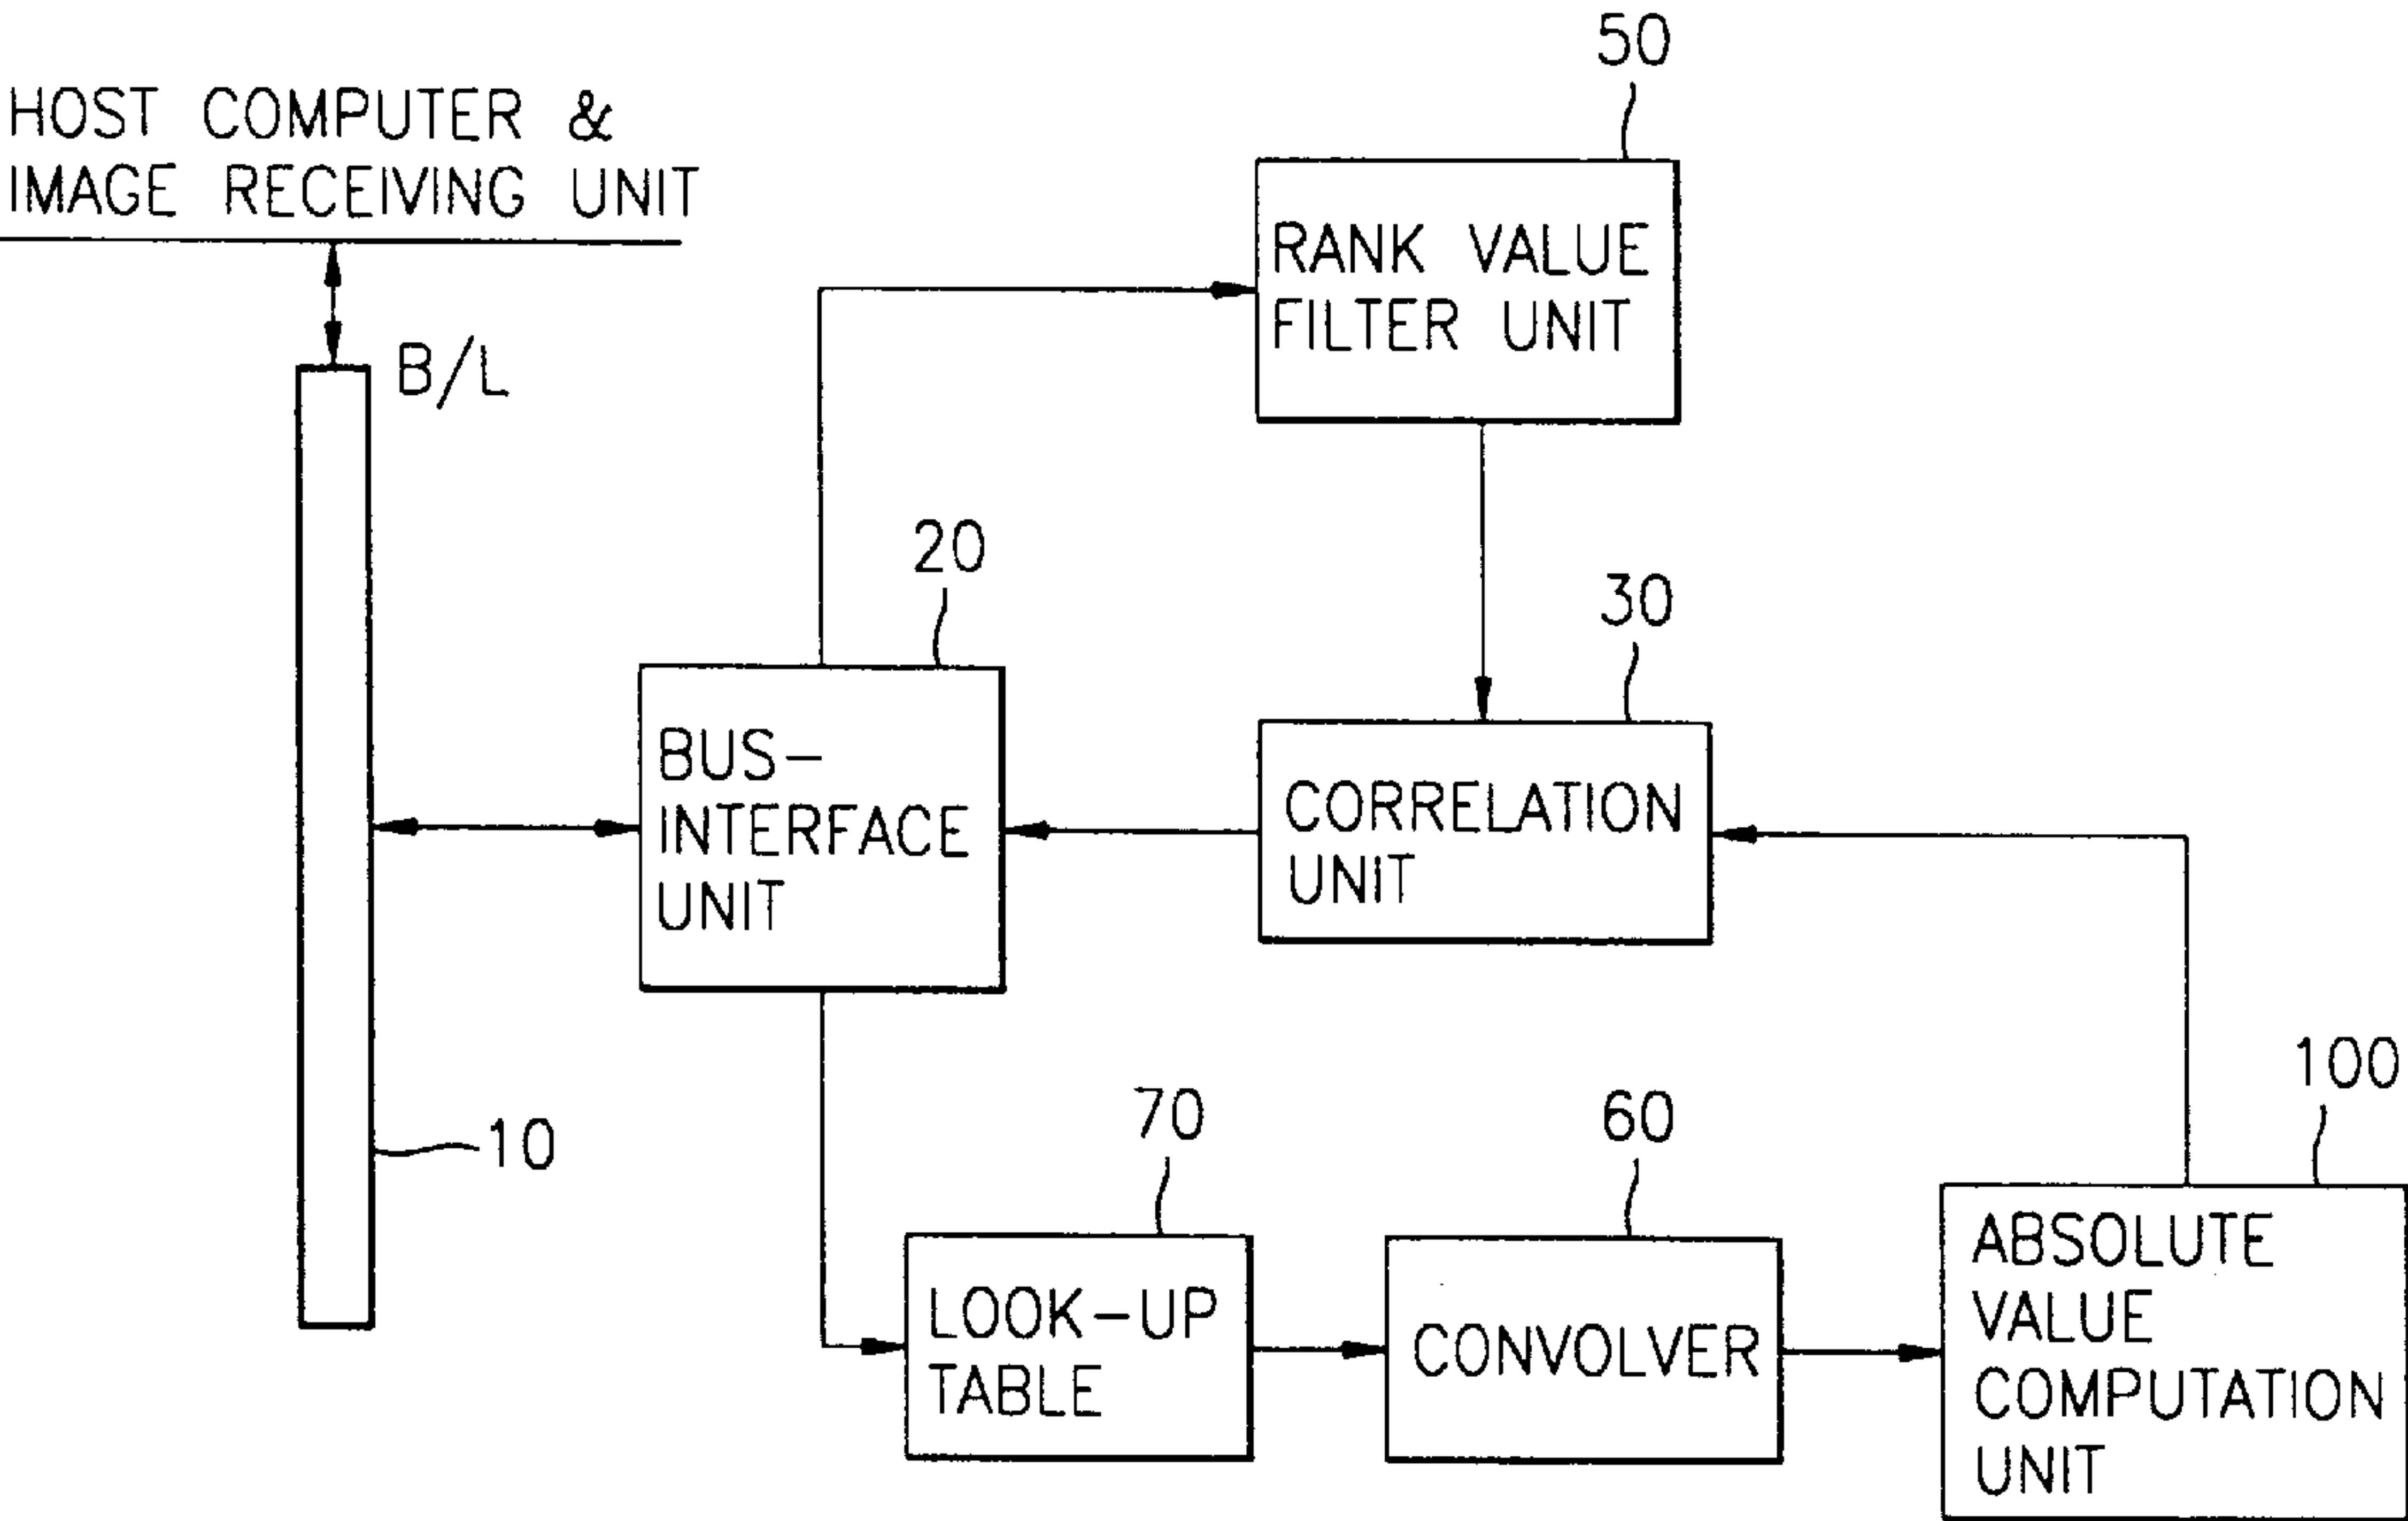 50
HOST COMPUTER &
IMAGE RECEIVING UNIT
RANK VALUE
FILTER UNIT
B/L
20
30
BUS-
INTERFACE
UNIT
CORRELATION
UNIT
10
70
60
100
LOOK-UP
TABLE
CONVOLVER
ABSOLUTE
VALUE
COMPUTATION
UNIT